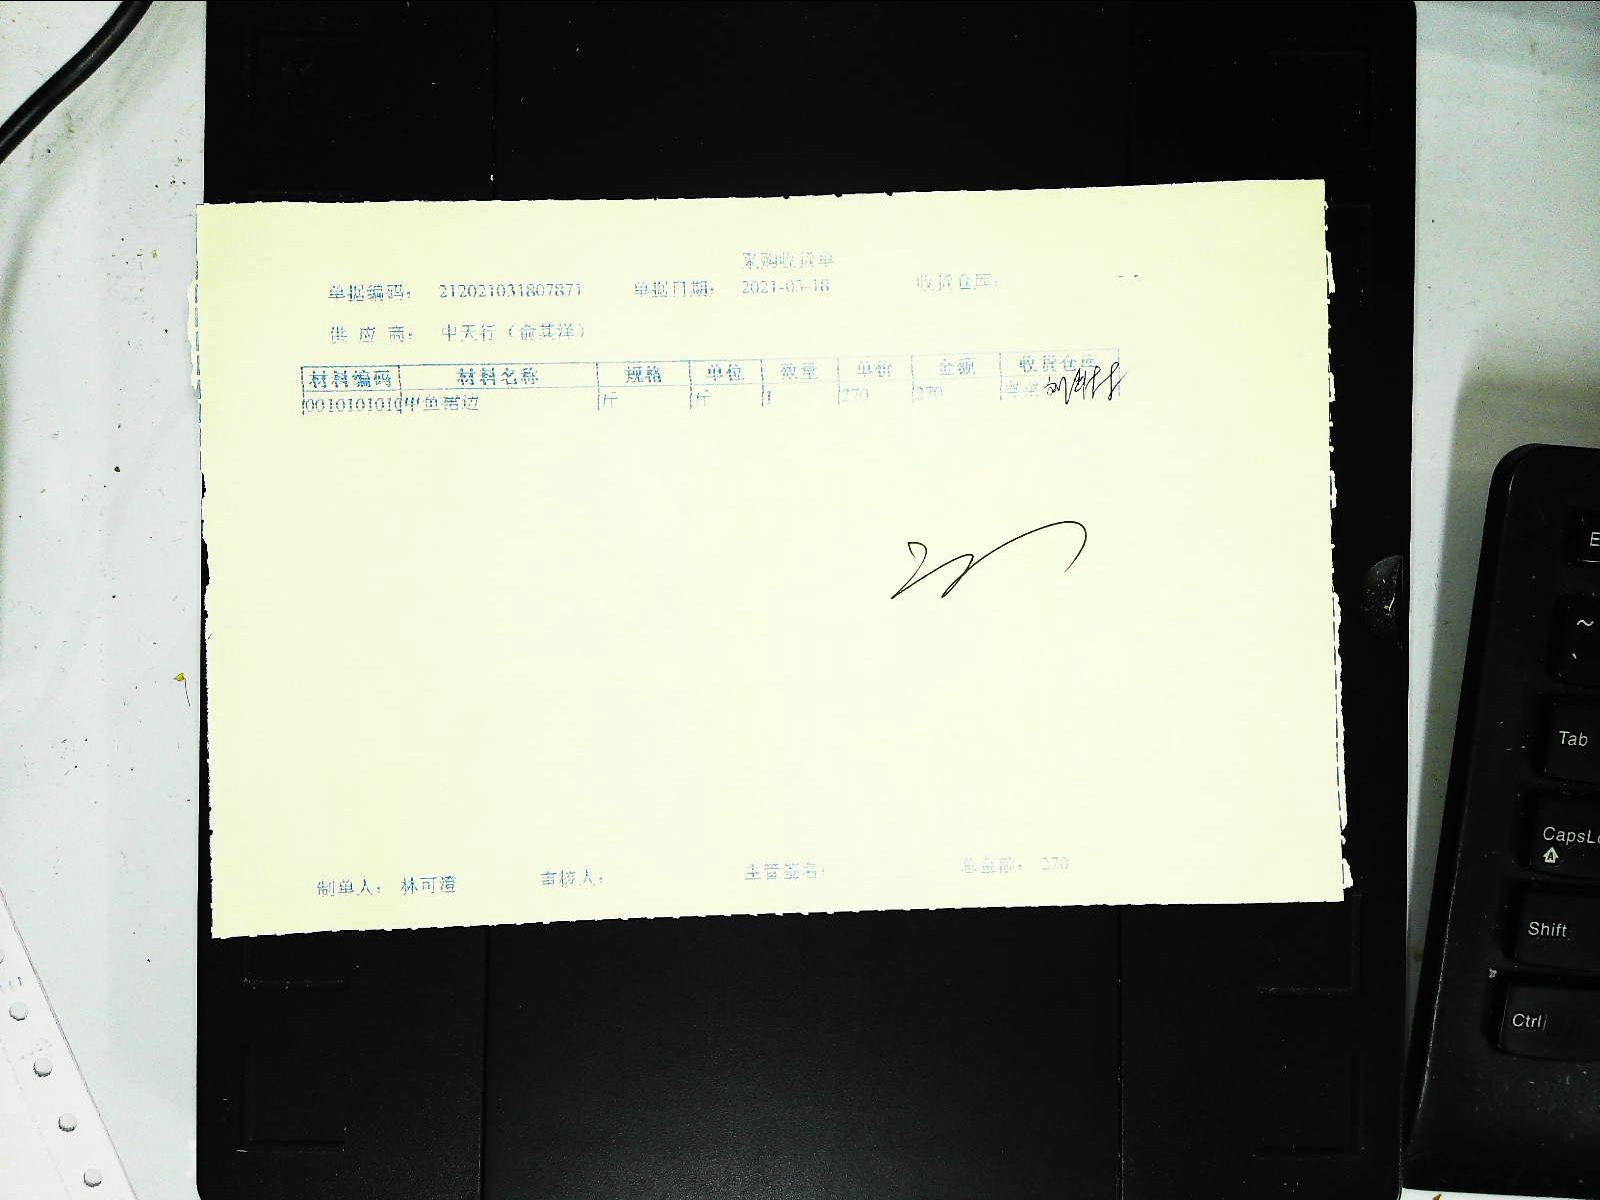 采购收货单
单据编码： 212021031807871 单据日期： 2021-03-18 收货仓库：
供应商： 中天行（俞其洋）
材料编码 材料名称 规格 单位 数量 单价 金额 收货仓库
0010101010 甲鱼裙边 斤 斤 1 270 270
制单人： 林可澄 审核人： 主管签名： 总金额： 270
~
Tab
CapsLo
Shift
Ctrl